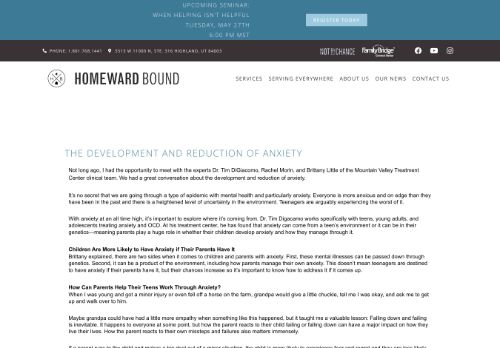 UPCOMING SEMINAR:
WHEN HELPING ISN'T HELPFUL
TUESDAY, MAY 27TH
6:00 PM MST
REGISTER TODAY
PHONE: 1.881.768.1441
5513 W 11000 N, STE. 316 HIGHLAND, UT 84003
NOT BY CHANCE
FamilyBridge
HOMEWARD BOUND
SERVICES SERVING EVERYWHERE ABOUT US OUR NEWS CONTACT US
THE DEVELOPMENT AND REDUCTION OF ANXIETY
Not long ago, I had the opportunity to meet with the experts Dr. Tim DiGiacomo, Rachel Morin, and Brittany Little of the Mountain Valley Treatment
Center clinical team. We had a great conversation about the development and reduction of anxiety.
It's no secret that we are going through a type of epidemic with mental health and particularly anxiety. Everyone is more anxious and on edge than they
have been in the past and there is a heightened level of uncertainty in the environment. Teenagers are arguably experiencing the worst of it.
With anxiety at an all time high, it's important to explore where it's coming from. Dr. Tim Digacomo works specifically with teens, young adults, and
adolescents treating anxiety and OCD. At his treatment center, he has found that anxiety can come from a teen's environment or it can be in their
genetics—meaning parents play a huge role in whether their children develop anxiety and how they manage through it.
Children Are More Likely to Have Anxiety if Their Parents Have It
Brittany explained, there are two sides when it comes to children and parents with anxiety. First, these mental illnesses can be passed down through
genetics. Second, it can be a product of the environment, including how parents manage their own anxiety. This doesn't mean teenagers are destined
to have anxiety if their parents have it, but their chances increase so it's important to know how to address it if it comes up.
How Can Parents Help Their Teens Work Through Anxiety?
When I was young and got a minor injury or even fell off a horse on the farm, grandpa would give a little chuckle, tell me I was okay, and ask me to get
up and walk over to him.
Maybe grandpa could have had a little more empathy when something like this happened, but it taught me a valuable lesson: Falling down and failing
is inevitable. It happens to everyone at some point, but how the parent reacts to their child failing or falling down can have a major impact on how they
live their lives. How the parent reacts to their own missteps and failures also matters immensely.